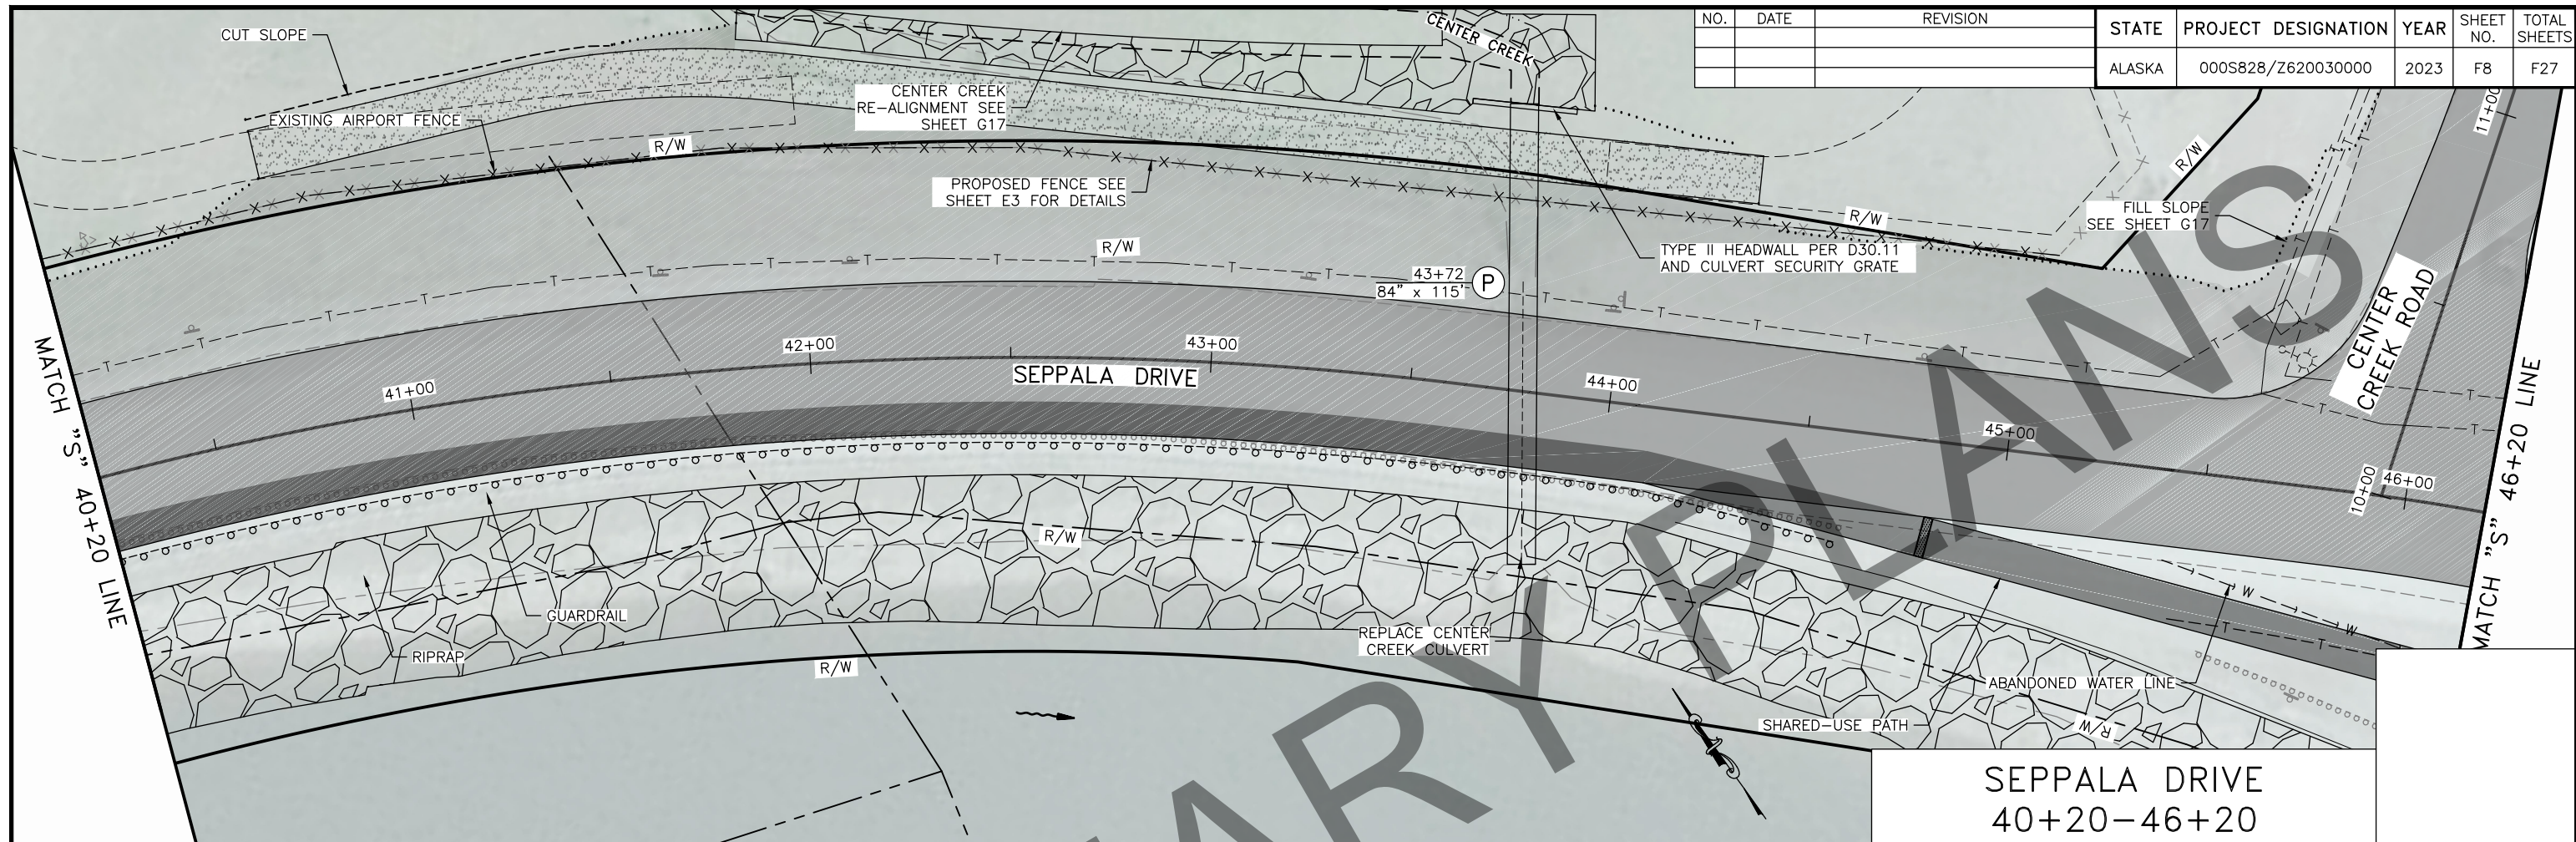 NO. DATE REVISION
STATE PROJECT DESIGNATION YEAR SHEET NO. TOTAL SHEETS
ALASKA 000S828/Z620030000 2023 F8 F27
CUT SLOPE
CENTER CREEK
EXISTING AIRPORT FENCE
CENTER CREEK
RE-ALIGNMENT SEE
SHEET G17
R/W
PROPOSED FENCE SEE
SHEET E3 FOR DETAILS
R/W
R/W
R/W
FILL SLOPE
SEE SHEET G17
11+00
TYPE II HEADWALL PER D30.11
AND CULVERT SECURITY GRATE
43+72
84" x 115'
P
T T T T T T T T T T T T T T T
MATCH "S" 40+20 LINE
41+00
42+00
43+00
44+00
45+00
46+00
10+00
SEPPALA DRIVE
CENTER
CREEK ROAD
MATCH "S" 46+20 LINE
R/W
GUARDRAIL
RIPRAP
R/W
REPLACE CENTER
CREEK CULVERT
W
W
T T
ABANDONED WATER LINE
SHARED-USE PATH
R/W
ARY PLANS
SEPPALA DRIVE
40+20-46+20